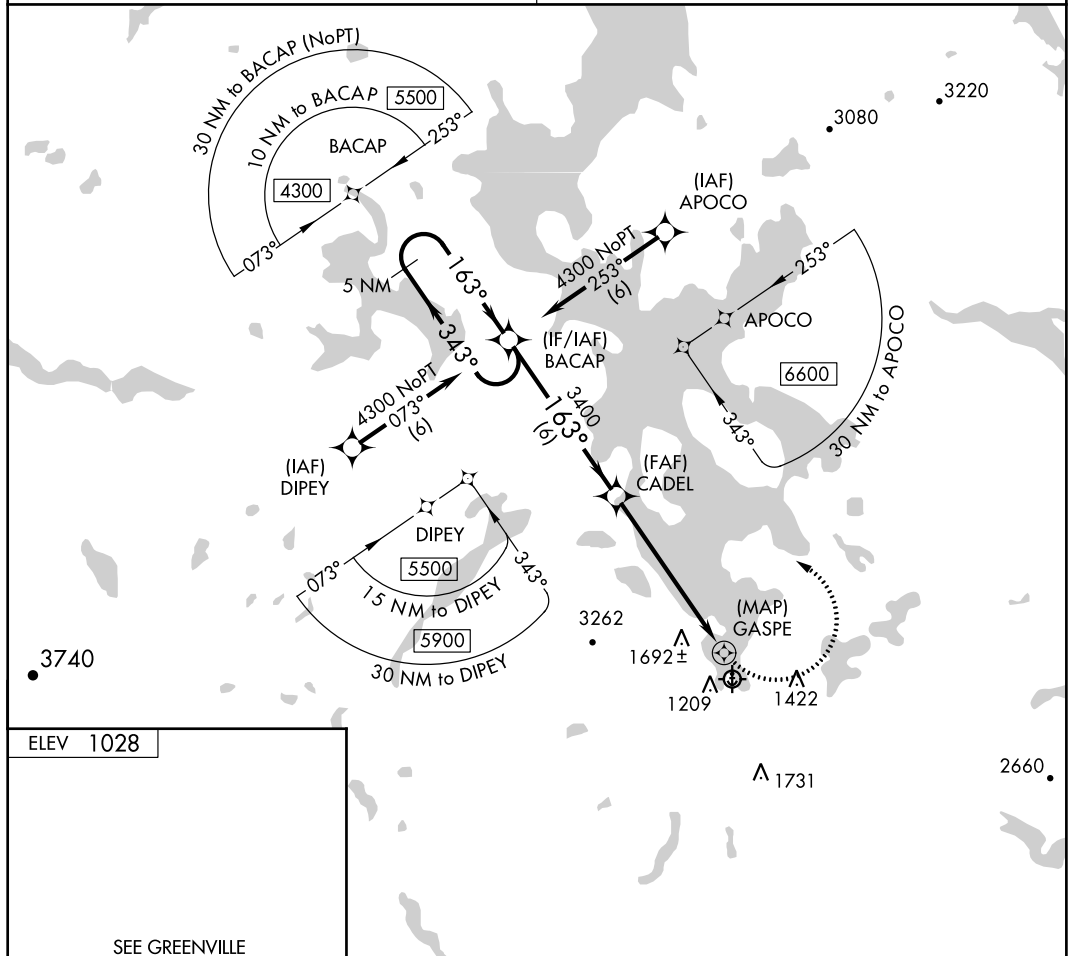 30 NM to BACAP (NoPT)
10 NM to BACAP
5500
253°
BACAP
4300
073°
3220
3080
(IAF)
APOCO
4300 NoPT
253°
(6)
5 NM
163°
343°
(IF/IAF)
BACAP
253°
APOCO
6600
343°
30 NM to APOCO
4300 NoPT
073°
(6)
(IAF)
DIPEY
3400
163°
(6)
(FAF)
CADEL
DIPEY
073°
5500
343°
15 NM to DIPEY
5900
30 NM to DIPEY
3262
(MAP)
GASPE
1692±
1209
1422
3740
1731
2660
ELEV 1028
SEE GREENVILLE